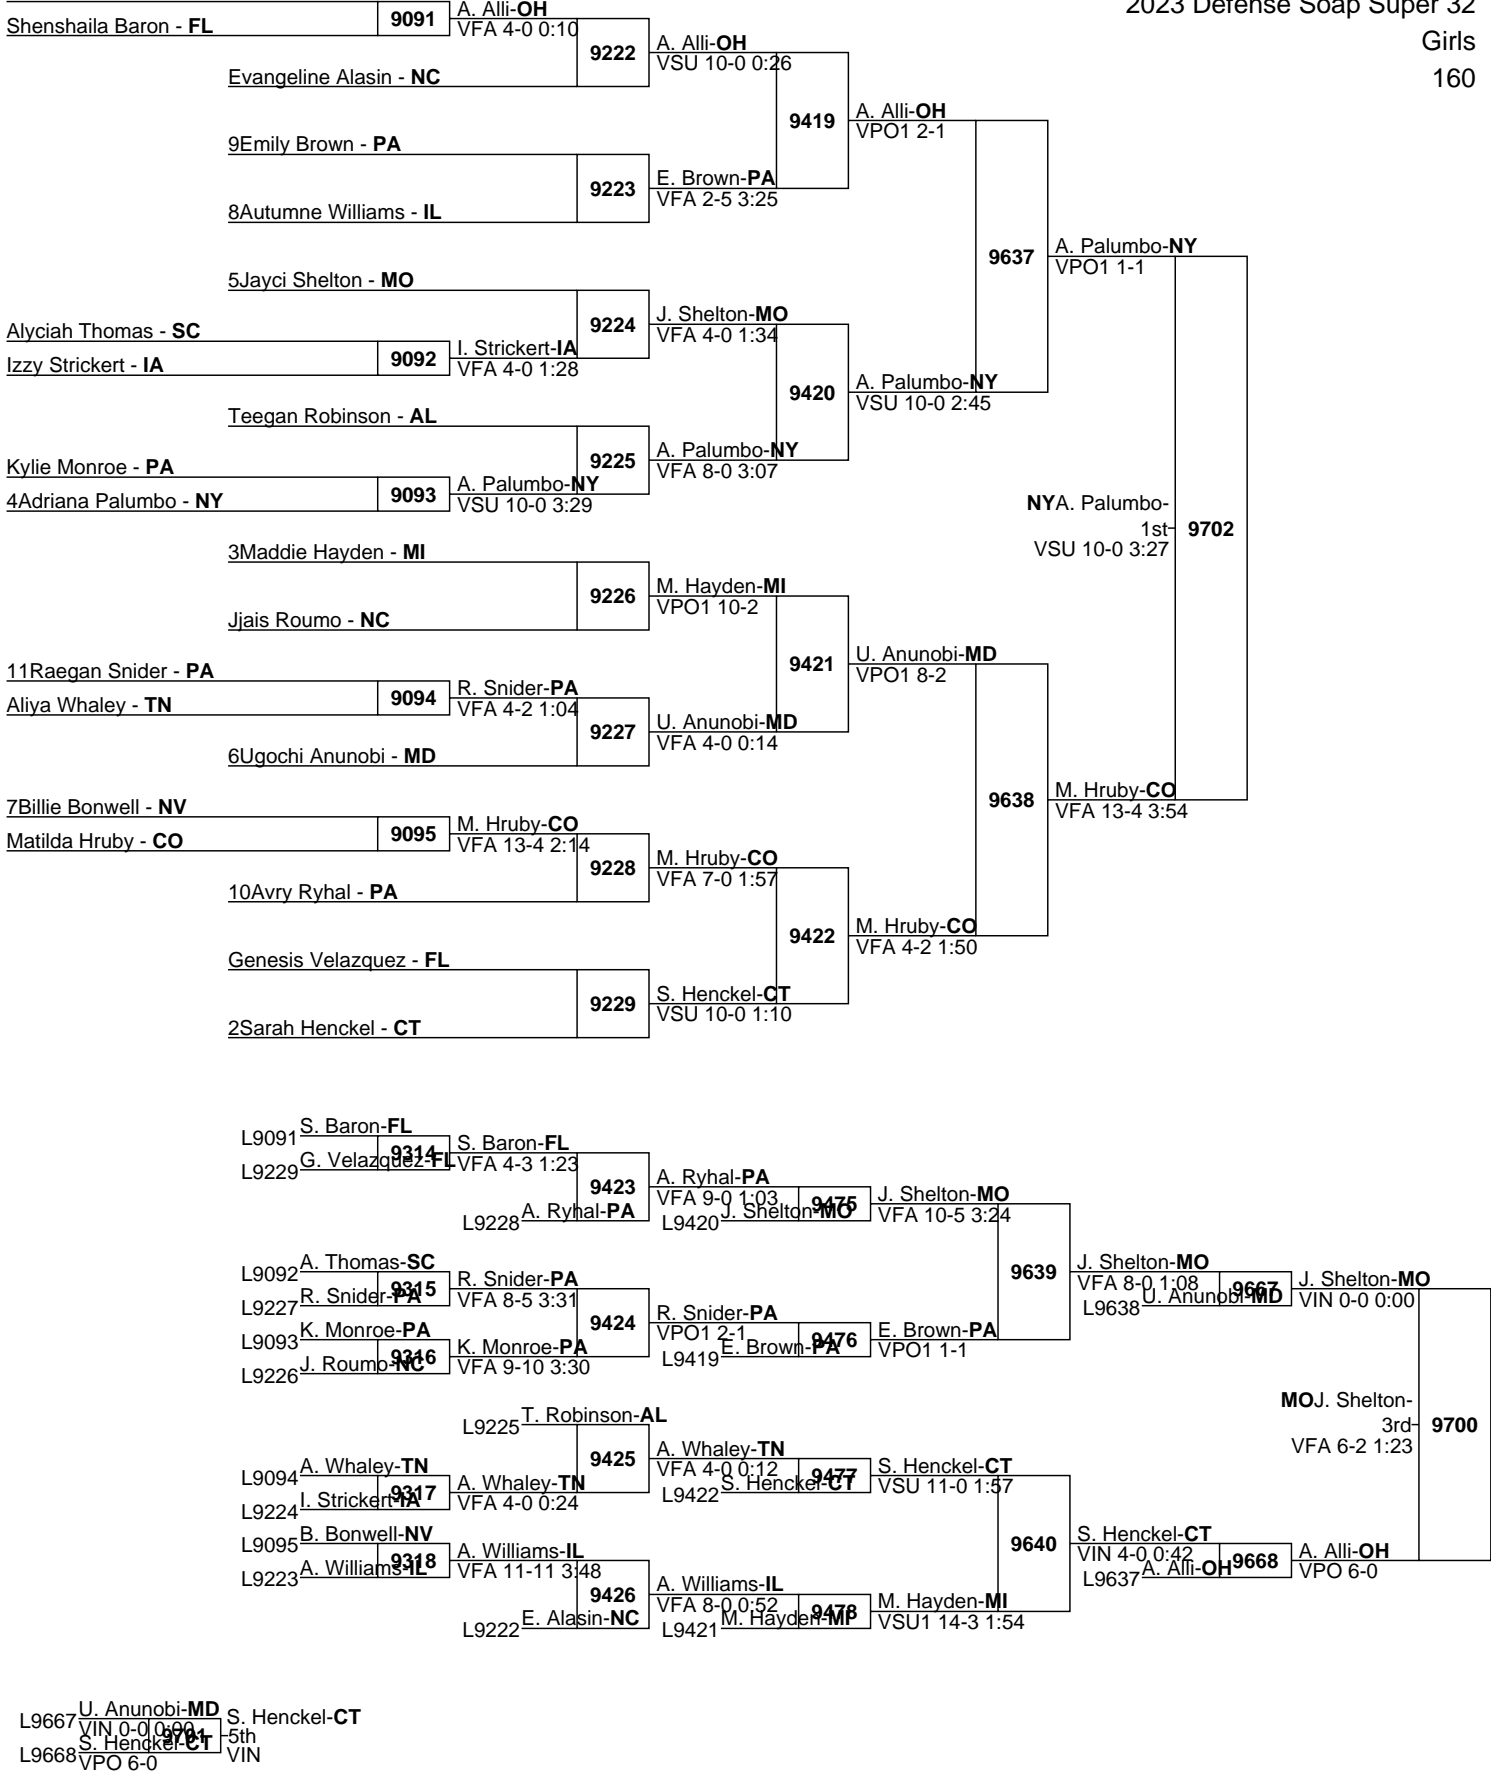 2023 Defense Soap Super 32
Girls
160
Shenshaila Baron - FL
9091
A. Alli-OH
VFA 4-0 0:10
Evangeline Alasin - NC
9222
A. Alli-OH
VSU 10-0 0:26
9Emily Brown - PA
8Autumne Williams - IL
9223
E. Brown-PA
VFA 2-5 3:25
9419
A. Alli-OH
VPO1 2-1
5Jayci Shelton - MO
Alyciah Thomas - SC
Izzy Strickert - IA
9092
I. Strickert-IA
VFA 4-0 1:28
9224
J. Shelton-MO
VFA 4-0 1:34
Teegan Robinson - AL
Kylie Monroe - PA
4Adriana Palumbo - NY
9093
A. Palumbo-NY
VSU 10-0 3:29
9225
A. Palumbo-NY
VFA 8-0 3:07
9420
A. Palumbo-NY
VSU 10-0 2:45
9637
A. Palumbo-NY
VPO1 1-1
3Maddie Hayden - MI
Jjais Roumo - NC
9226
M. Hayden-MI
VPO1 10-2
11Raegan Snider - PA
Aliya Whaley - TN
9094
R. Snider-PA
VFA 4-2 1:04
6Ugochi Anunobi - MD
9227
U. Anunobi-MD
VFA 4-0 0:14
9421
U. Anunobi-MD
VPO1 8-2
7Billie Bonwell - NV
Matilda Hruby - CO
9095
M. Hruby-CO
VFA 13-4 2:14
10Avry Ryhal - PA
9228
M. Hruby-CO
VFA 7-0 1:57
Genesis Velazquez - FL
2Sarah Henckel - CT
9229
S. Henckel-CT
VSU 10-0 1:10
9422
M. Hruby-CO
VFA 4-2 1:50
9638
M. Hruby-CO
VFA 13-4 3:54
NYA. Palumbo-
1st
VSU 10-0 3:27
9702
L9091
S. Baron-FL
L9229
G. Velazquez-FL
9314
S. Baron-FL
VFA 4-3 1:23
L9228
A. Ryhal-PA
9423
A. Ryhal-PA
VFA 9-0 1:03
L9420
J. Shelton-MO
9475
J. Shelton-MO
VFA 10-5 3:24
L9092
A. Thomas-SC
L9227
R. Snider-PA
9315
R. Snider-PA
VFA 8-5 3:31
L9093
K. Monroe-PA
L9226
J. Roumo-NC
9316
K. Monroe-PA
VFA 9-10 3:30
9424
R. Snider-PA
VPO1 2-1
L9419
E. Brown-PA
9476
E. Brown-PA
VPO1 1-1
9639
J. Shelton-MO
VFA 8-0 1:08
L9638
U. Anunobi-MD
9667
J. Shelton-MO
VIN 0-0 0:00
L9225
T. Robinson-AL
L9094
A. Whaley-TN
L9224
I. Strickert-IA
9317
A. Whaley-TN
VFA 4-0 0:24
9425
A. Whaley-TN
VFA 4-0 0:12
L9422
S. Henckel-CT
9477
S. Henckel-CT
VSU 11-0 1:57
L9095
B. Bonwell-NV
L9223
A. Williams-IL
9318
A. Williams-IL
VFA 11-11 3:48
L9222
E. Alasin-NC
9426
A. Williams-IL
VFA 8-0 0:52
L9421
M. Hayden-MI
9478
M. Hayden-MI
VSU1 14-3 1:54
9640
S. Henckel-CT
VIN 4-0 0:42
L9637
A. Alli-OH
9668
A. Alli-OH
VPO 6-0
MOJ. Shelton-
3rd
VFA 6-2 1:23
9700
L9667
U. Anunobi-MD
VIN 0-0 0:00
L9668
S. Henckel-CT
VPO 6-0
9701
S. Henckel-CT
5th
VIN